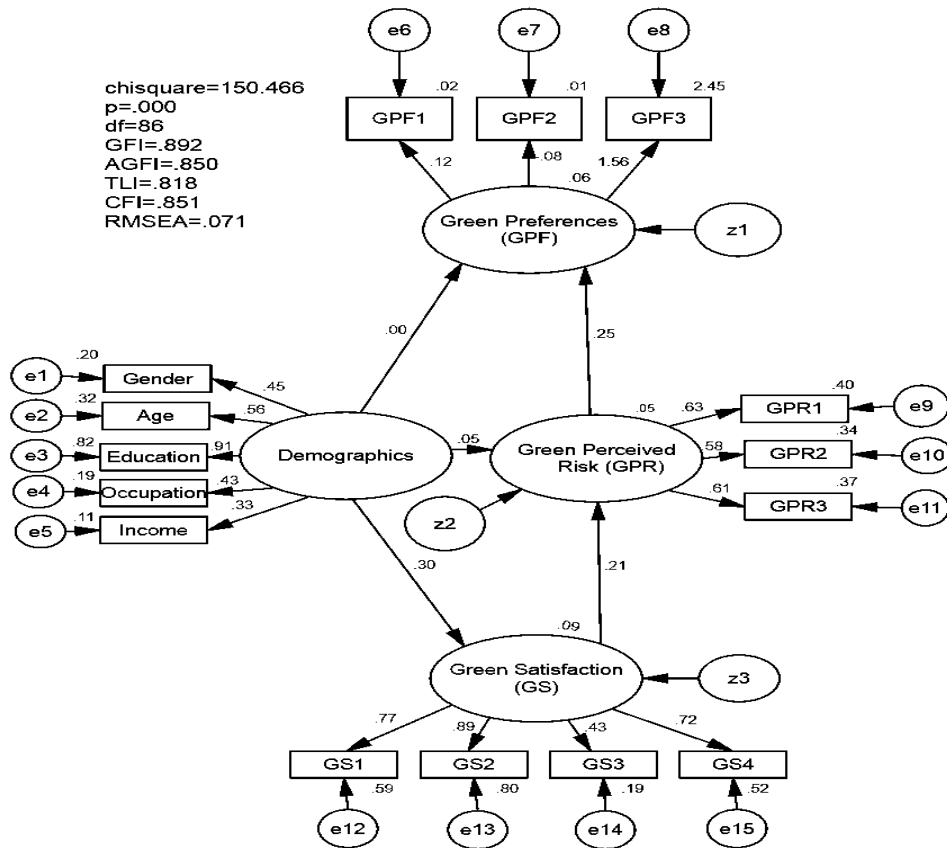 e6
e7
e8
chisquare=150.466
p=.000
df=86
GFI=.892
AGFI=.850
TLI=.818
CFI=.851
RMSEA=.071
.02
.01
2.45
GPF1
GPF2
GPF3
.12
-.08
1.56
.06
Green Preferences
(GPF)
z1
.00
.25
e1
.20
Gender
.45
e2
.32
Age
.56
e3
.82
Education
.91
e4
.19
Occupation
.43
e5
.11
Income
.33
Demographics
.05
Green Perceived
Risk (GPR)
.05
.63
GPR1
.40
e9
.58
GPR2
.34
e10
.61
GPR3
.37
e11
z2
.30
.21
.09
Green Satisfaction
(GS)
z3
.77
.89
.43
.72
GS1
GS2
GS3
GS4
.59
.80
.19
.52
e12
e13
e14
e15